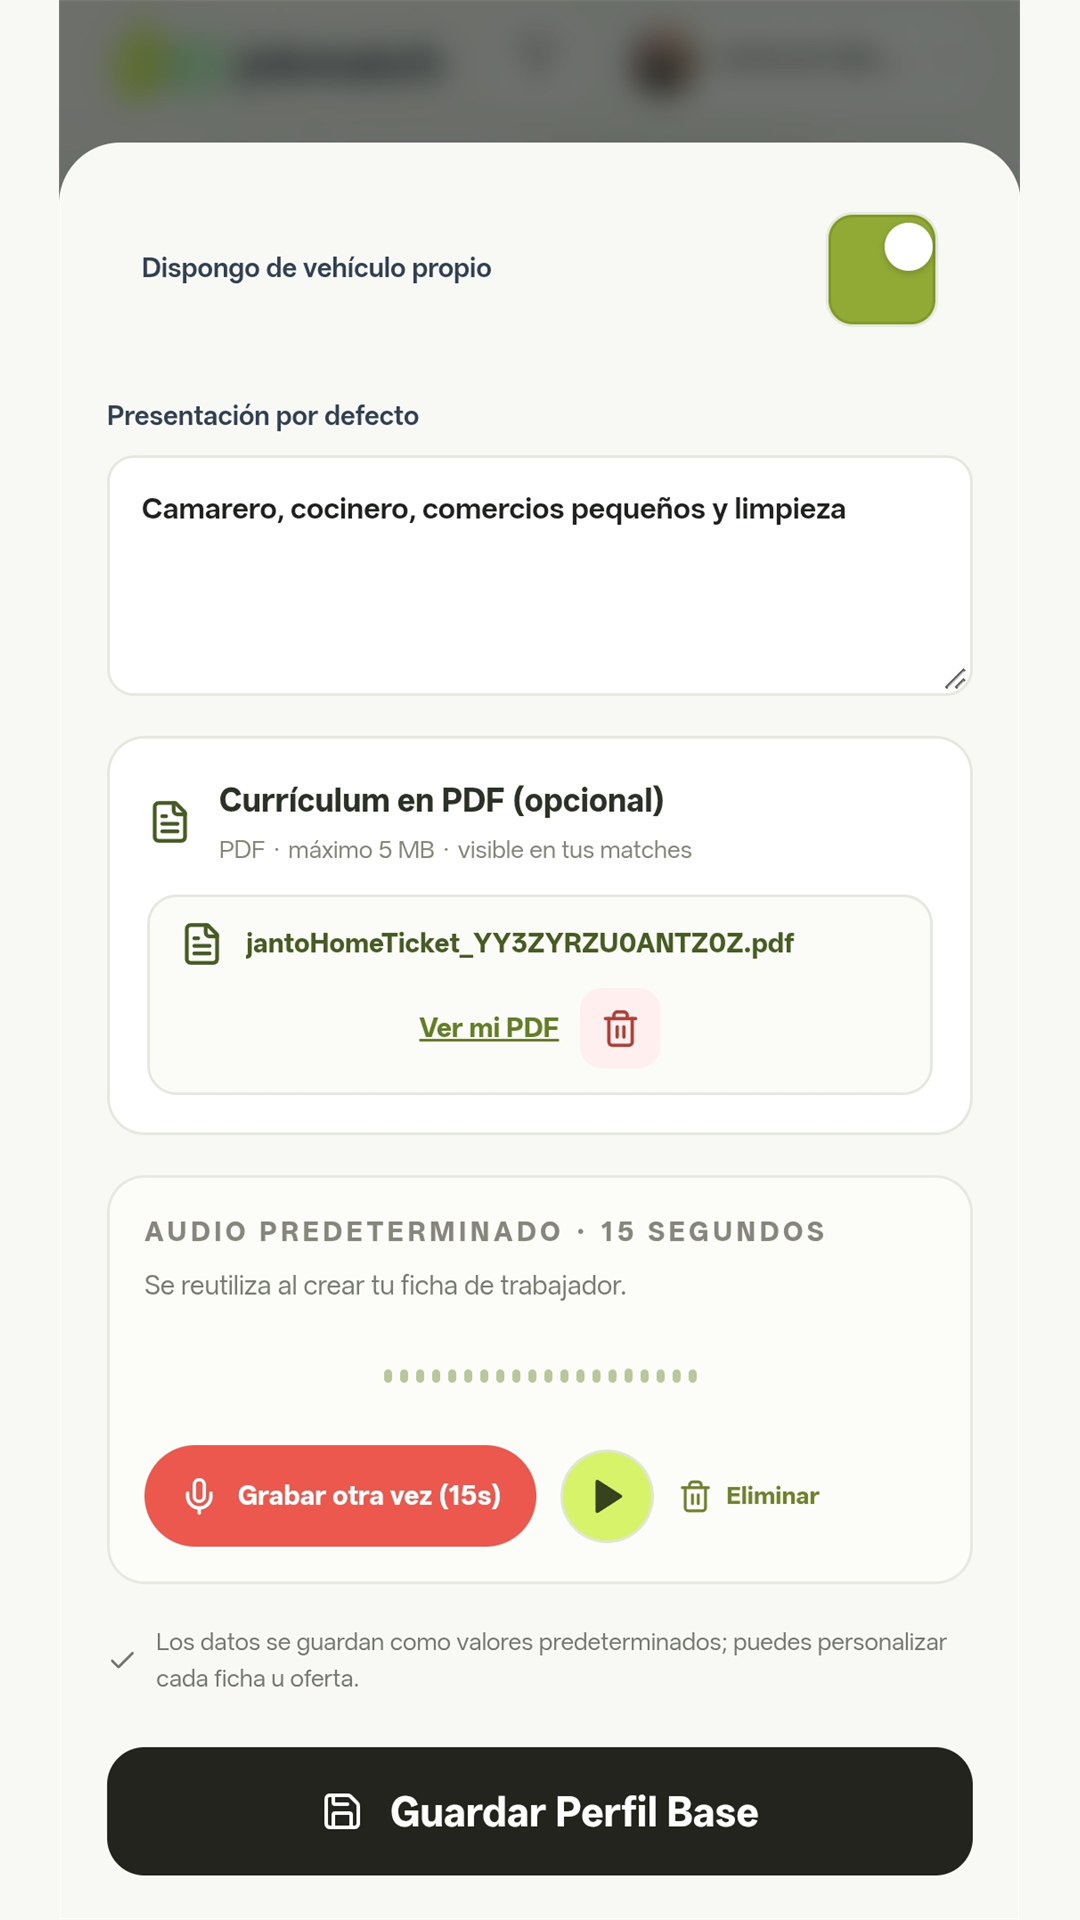 Dispongo de vehículo propio
Presentación por defecto
Camarero, cocinero, comercios pequeños y limpieza
Currículum en PDF (opcional)
PDF · máximo 5 MB · visible en tus matches
jantoHomeTicket_YY3ZYRZU0ANTZ0Z.pdf
Ver mi PDF
AUDIO PREDETERMINADO · 15 SEGUNDOS
Se reutiliza al crear tu ficha de trabajador.
Grabar otra vez (15s)
Eliminar
Los datos se guardan como valores predeterminados; puedes personalizar
cada ficha u oferta.
Guardar Perfil Base